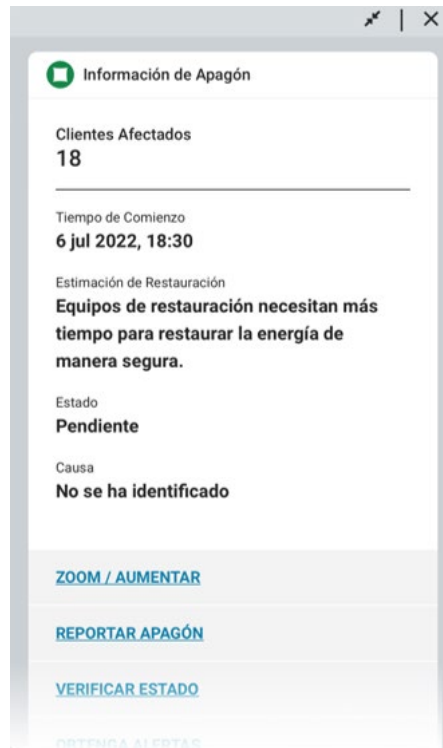 Información de Apagón
Clientes Afectados
18
Tiempo de Comienzo
6 jul 2022, 18:30
Estimación de Restauración
Equipos de restauración necesitan más
tiempo para restaurar la energía de
manera segura.
Estado
Pendiente
Causa
No se ha identificado
ZOOM / AUMENTAR
REPORTAR APAGÓN
VERIFICAR ESTADO
OBTENGA ALERTAS